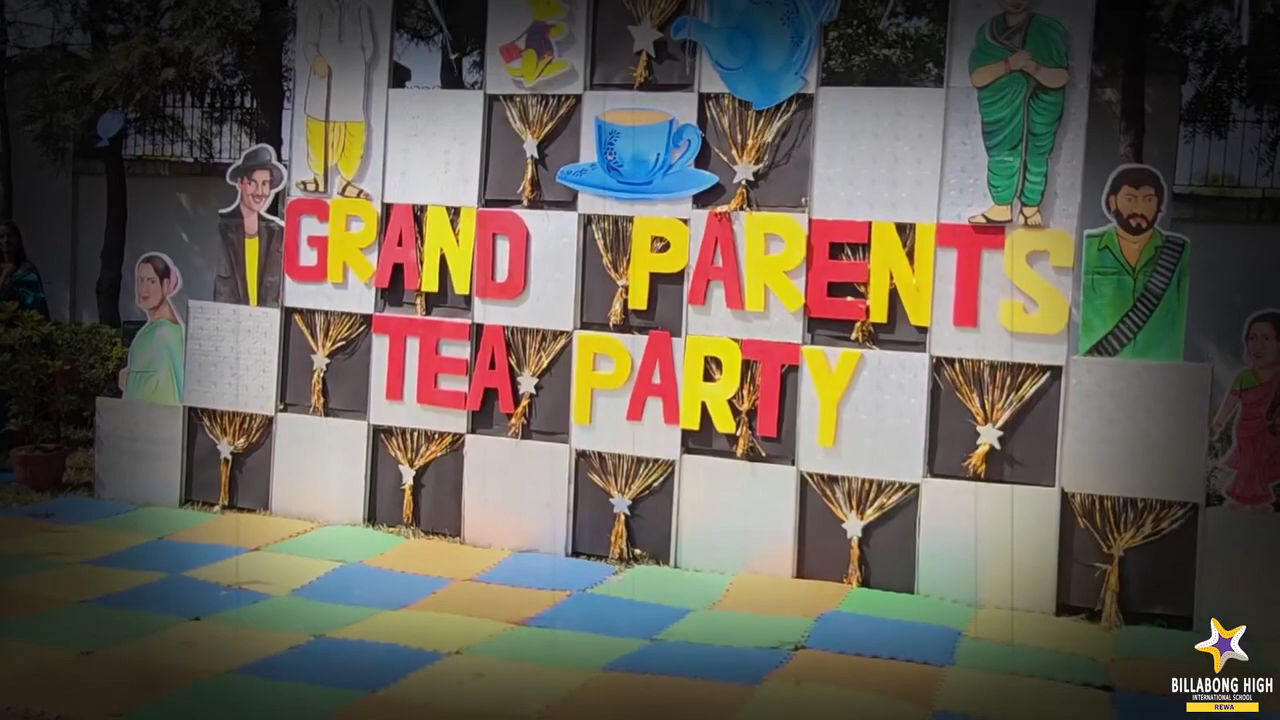 GRAND PARENTS
TEA PARTY
BILLABONG HIGH
INTERNATIONAL SCHOOL
REWA